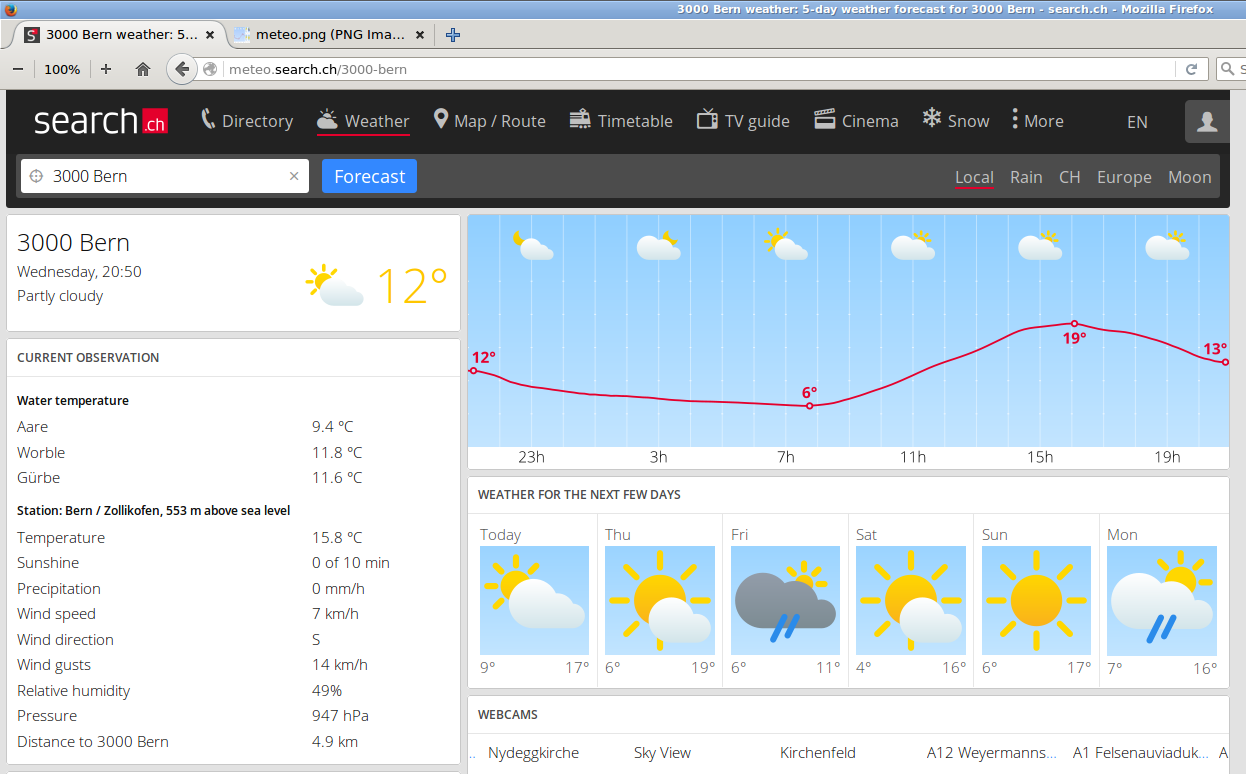 3000 Bern weather: 5-day weather forecast for 3000 Bern - search.ch - Mozilla Firefox
3000 Bern weather: 5... × meteo.png (PNG Ima... ×
100% meteo.search.ch/3000-bern
search.ch Directory Weather Map / Route Timetable TV guide Cinema Snow More EN
3000 Bern × Forecast Local Rain CH Europe Moon
3000 Bern
Wednesday, 20:50
Partly cloudy
12°
CURRENT OBSERVATION
Water temperature
Aare 9.4 °C
Worble 11.8 °C
Gürbe 11.6 °C
Station: Bern / Zollikofen, 553 m above sea level
Temperature 15.8 °C
Sunshine 0 of 10 min
Precipitation 0 mm/h
Wind speed 7 km/h
Wind direction S
Wind gusts 14 km/h
Relative humidity 49%
Pressure 947 hPa
Distance to 3000 Bern 4.9 km
12° 6° 19° 13°
23h 3h 7h 11h 15h 19h
WEATHER FOR THE NEXT FEW DAYS
Today Thu Fri Sat Sun Mon
9° 17° 6° 19° 6° 11° 4° 16° 6° 17° 7° 16°
WEBCAMS
.. Nydeggkirche Sky View Kirchenfeld A12 Weyermanns... A1 Felsenauviaduk... A